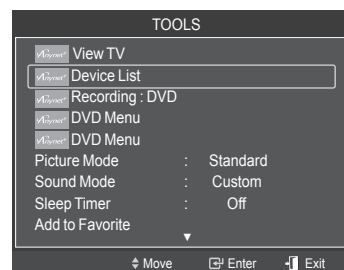 TOOLS
Anynet+ View TV
Anynet+ Device List
Anynet+ Recording : DVD
Anynet+ DVD Menu
Anynet+ DVD Menu
Picture Mode : Standard
Sound Mode : Custom
Sleep Timer : Off
Add to Favorite
Move Enter Exit